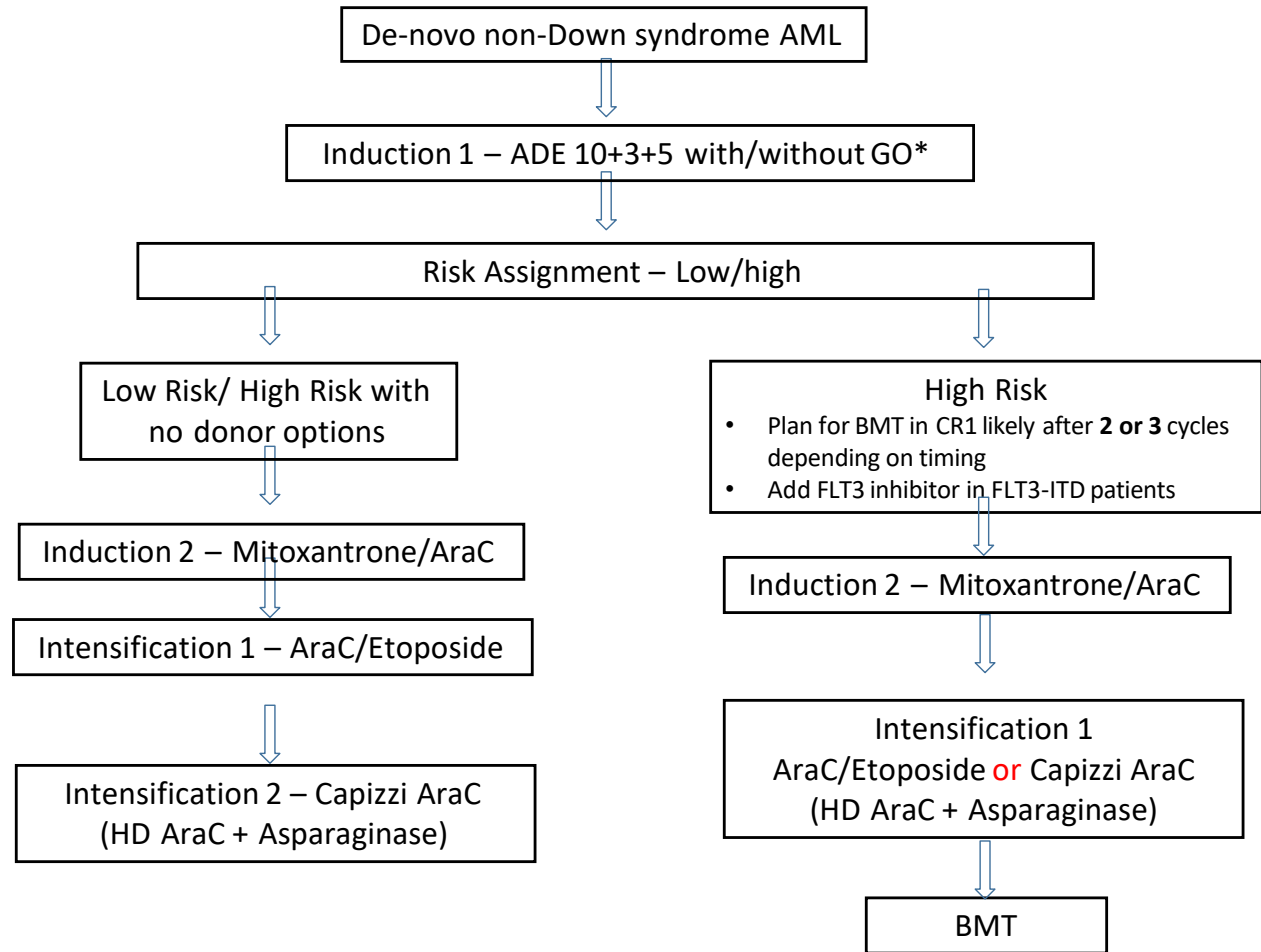 De-novo non-Down syndrome AML
Induction 1 – ADE 10+3+5 with/without GO*
Risk Assignment – Low/high
Low Risk/ High Risk with
no donor options
Induction 2 – Mitoxantrone/AraC
Intensification 1 – AraC/Etoposide
Intensification 2 – Capizzi AraC
(HD AraC + Asparaginase)
High Risk
• Plan for BMT in CR1 likely after 2 or 3 cycles
depending on timing
• Add FLT3 inhibitor in FLT3-ITD patients
Induction 2 – Mitoxantrone/AraC
Intensification 1
AraC/Etoposide or Capizzi AraC
(HD AraC + Asparaginase)
BMT